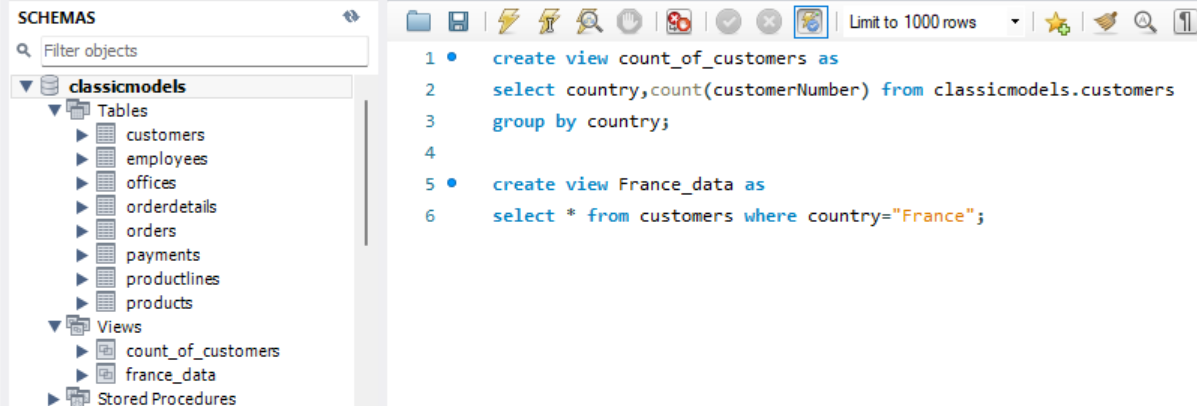 SCHEMAS
Filter objects
classicmodels
Tables
customers
employees
offices
orderdetails
orders
payments
productlines
products
Views
count_of_customers
france_data
Stored Procedures
Limit to 1000 rows
1 create view count_of_customers as
2 select country,count(customerNumber) from classicmodels.customers
3 group by country;
4
5 create view France_data as
6 select * from customers where country="France";